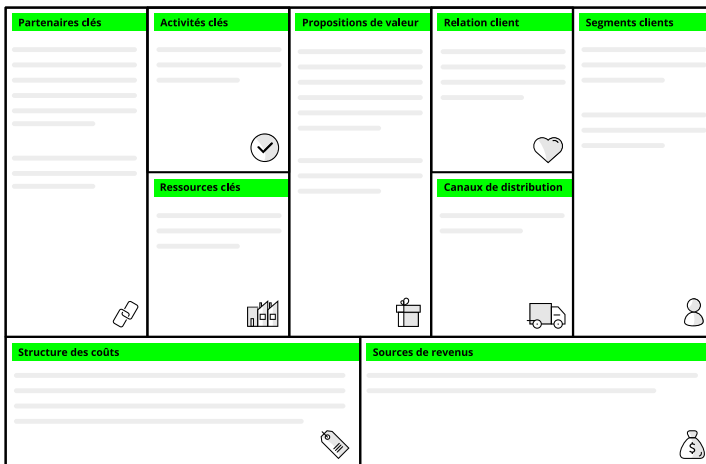 Partenaires clés
Activités clés
Propositions de valeur
Relation client
Segments clients
Ressources clés
Canaux de distribution
Structure des coûts
Sources de revenus
$